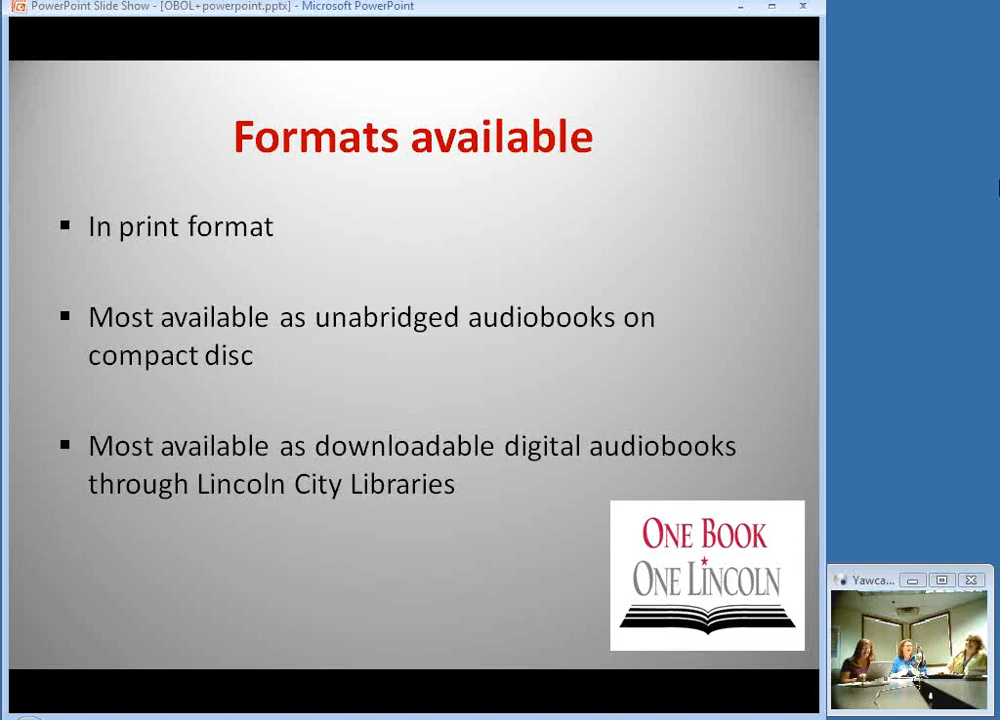 PowerPoint Slide Show - [OBOL+powerpoint.pptx] - Microsoft PowerPoint
Formats available
▪ In print format
▪ Most available as unabridged audiobooks on
compact disc
▪ Most available as downloadable digital audiobooks
through Lincoln City Libraries
ONE BOOK
ONE LINCOLN
Yawca...